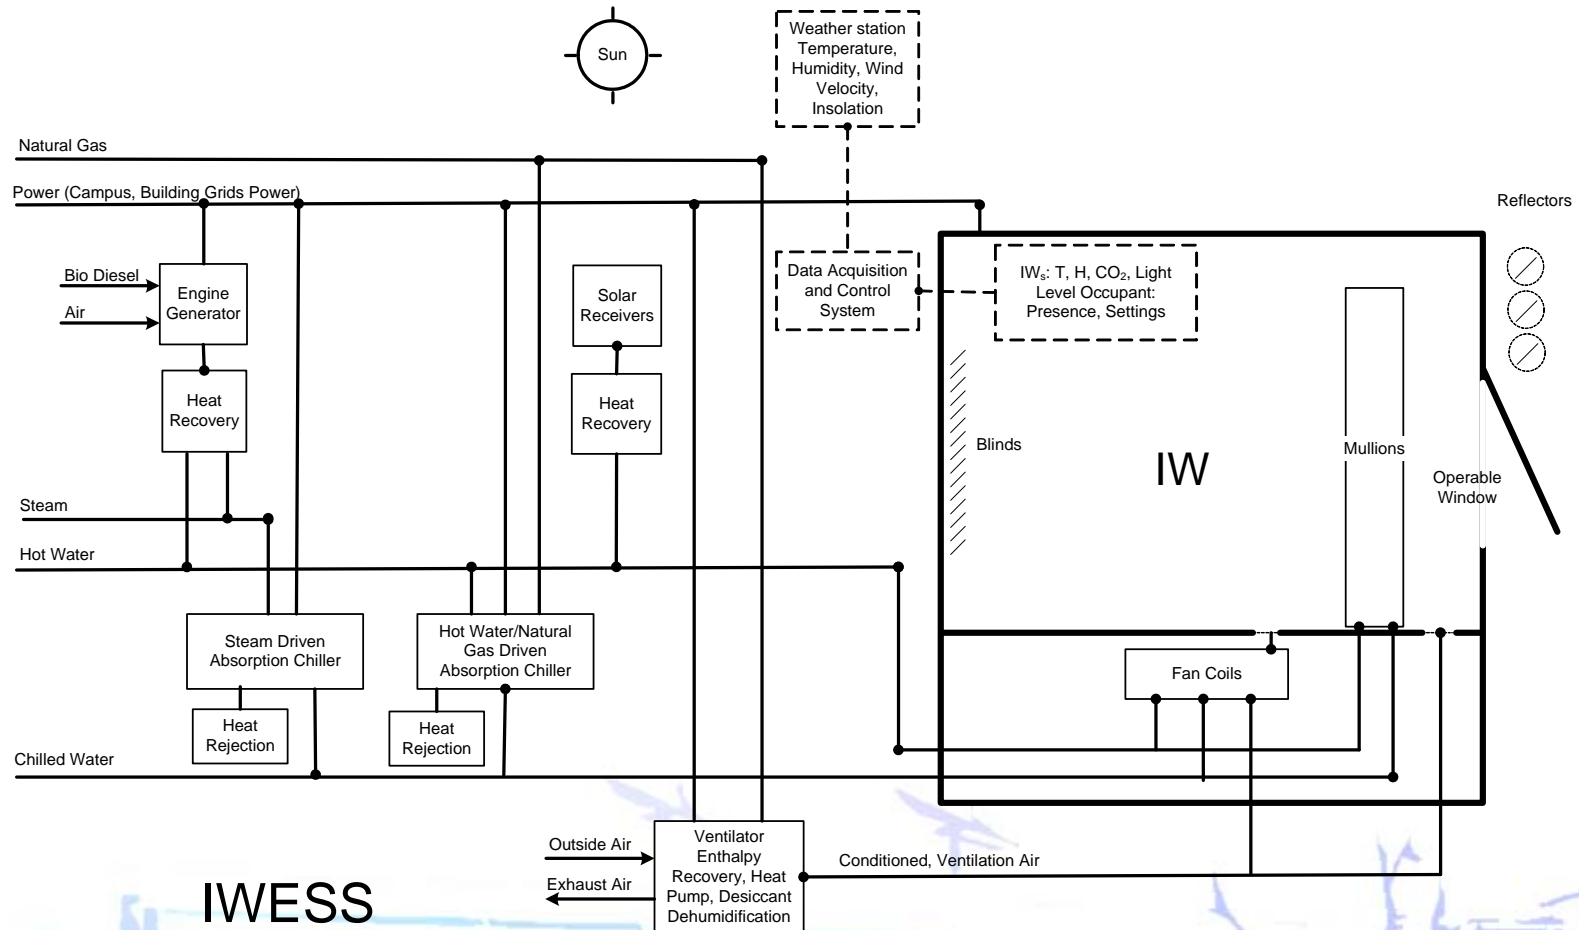 Sun
Weather station
Temperature,
Humidity, Wind
Velocity,
Insolation
Natural Gas
Power (Campus, Building Grids Power)
Reflectors
Bio Diesel
Air
Engine
Generator
Solar
Receivers
Data Acquisition
and Control
System
IWₛ: T, H, CO₂, Light
Level Occupant:
Presence, Settings
Heat
Recovery
Heat
Recovery
Blinds
IW
Mullions
Operable
Window
Steam
Hot Water
Steam Driven
Absorption Chiller
Hot Water/Natural
Gas Driven
Absorption Chiller
Fan Coils
Heat
Rejection
Heat
Rejection
Chilled Water
Outside Air
Exhaust Air
Ventilator
Enthalpy
Recovery, Heat
Pump, Desiccant
Dehumidification
Conditioned, Ventilation Air
IWESS